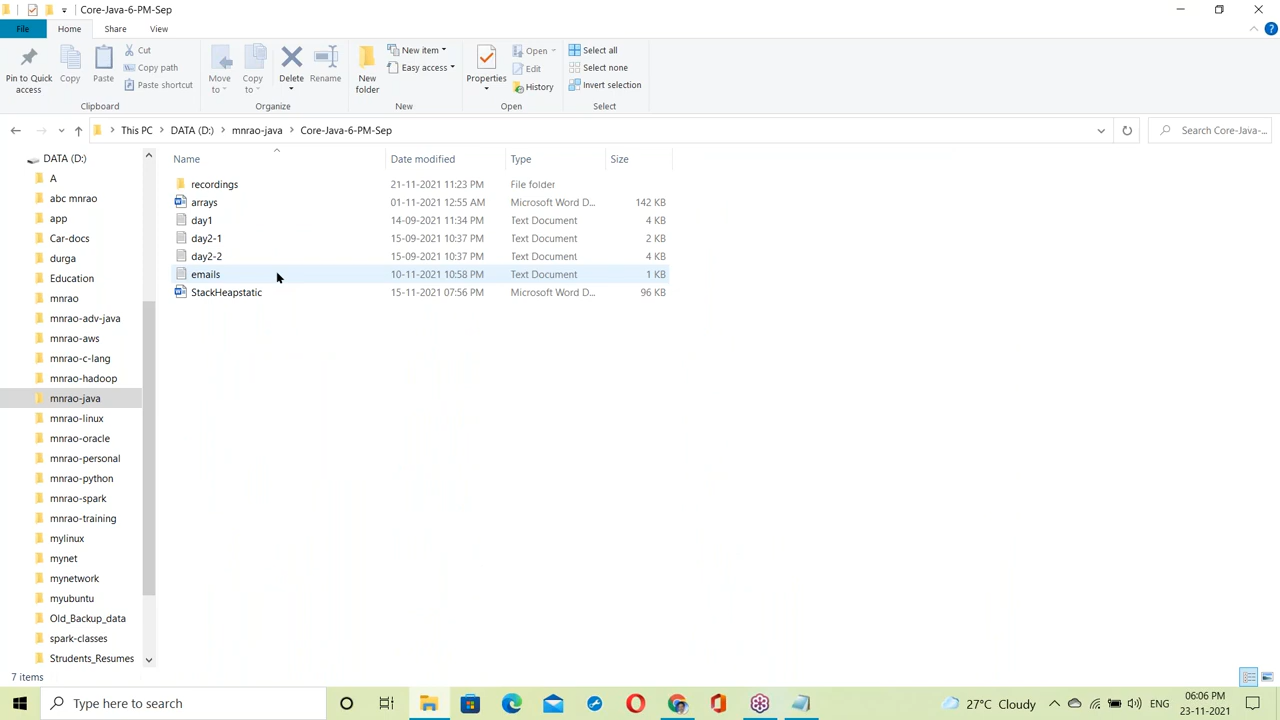 Core-Java-6-PM-Sep
File Home Share View
Pin to Quick access
Copy
Paste
Cut
Copy path
Paste shortcut
Clipboard
Move to
Copy to
Delete
Rename
Organize
New folder
New item
Easy access
New
Properties
Open
Edit
History
Open
Select all
Select none
Invert selection
Select
This PC DATA (D:) mnrao-java Core-Java-6-PM-Sep
Search Core-Java-...
DATA (D:)
A
abc mnrao
app
Car-docs
durga
Education
mnrao
mnrao-adv-java
mnrao-aws
mnrao-c-lang
mnrao-hadoop
mnrao-java
mnrao-linux
mnrao-oracle
mnrao-personal
mnrao-python
mnrao-spark
mnrao-training
mylinux
mynet
mynetwork
myubuntu
Old_Backup_data
spark-classes
Strudents_Resumes
Name Date modified Type Size
recordings 21-11-2021 11:23 PM File folder
arrays 01-11-2021 12:55 AM Microsoft Word D... 142 KB
day1 14-09-2021 11:34 PM Text Document 4 KB
day2-1 15-09-2021 10:37 PM Text Document 2 KB
day2-2 15-09-2021 10:37 PM Text Document 4 KB
emails 10-11-2021 10:58 PM Text Document 1 KB
StackHeapstatic 15-11-2021 07:56 PM Microsoft Word D... 96 KB
7 items
Type here to search
27°C Cloudy
ENG
06:06 PM
23-11-2021